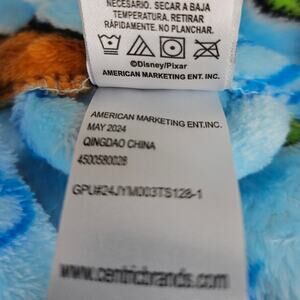 NECESARIO. SECAR A BAJA
TEMPERATURA. RETIRAR
RÁPIDAMENTE. NO PLANCHAR.
©Disney/Pixar
AMERICAN MARKETING ENT. INC.
AMERICAN MARKETING ENT.INC.
MAY 2024
QINGDAO CHINA
4500580028
GPU#24JYM003TS128-1
www.centricbrands.com